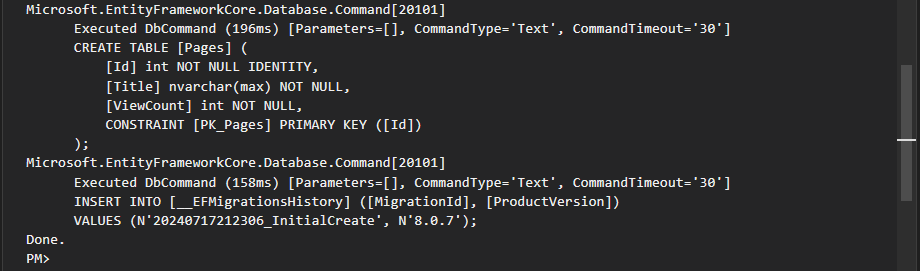 Microsoft.EntityFrameworkCore.Database.Command[20101]
Executed DbCommand (196ms) [Parameters=[], CommandType='Text', CommandTimeout='30']
CREATE TABLE [Pages] (
[Id] int NOT NULL IDENTITY,
[Title] nvarchar(max) NOT NULL,
[ViewCount] int NOT NULL,
CONSTRAINT [PK_Pages] PRIMARY KEY ([Id])
);
Microsoft.EntityFrameworkCore.Database.Command[20101]
Executed DbCommand (158ms) [Parameters=[], CommandType='Text', CommandTimeout='30']
INSERT INTO [__EFMigrationsHistory] ([MigrationId], [ProductVersion])
VALUES (N'20240717212306_InitialCreate', N'8.0.7');
Done.
PM>